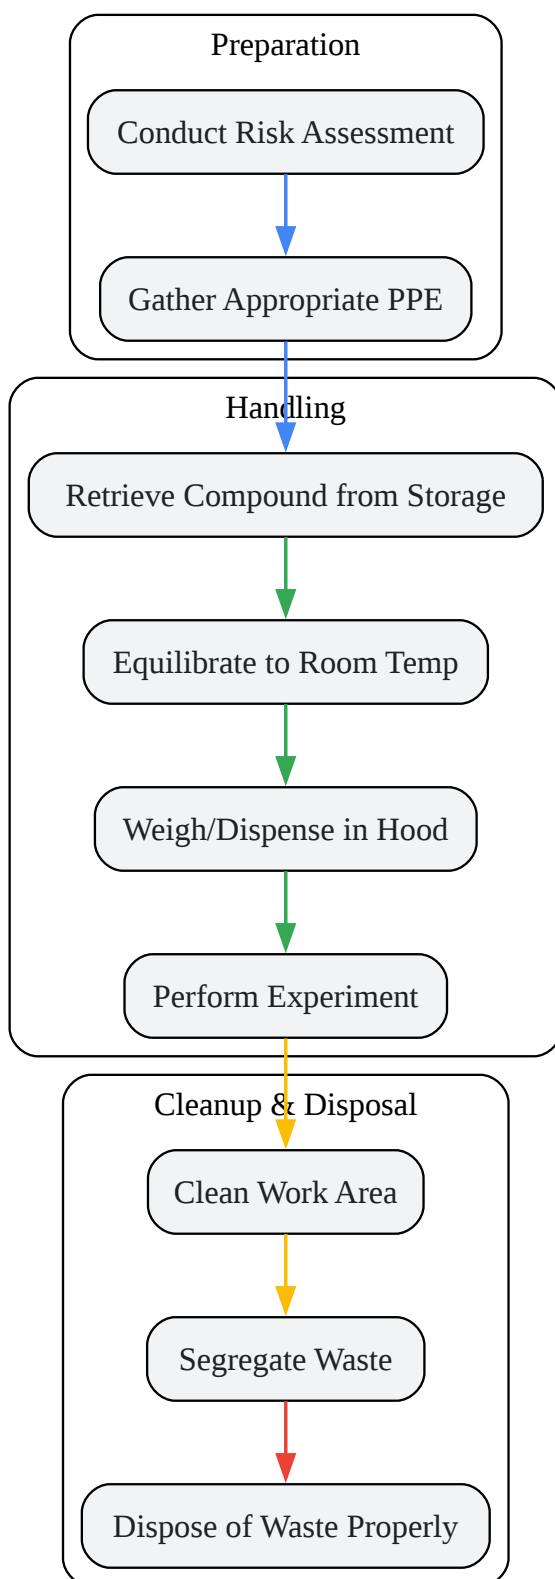 Preparation
Conduct Risk Assessment
Gather Appropriate PPE
Handling
Retrieve Compound from Storage
Equilibrate to Room Temp
Weigh/Dispense in Hood
Perform Experiment
Cleanup & Disposal
Clean Work Area
Segregate Waste
Dispose of Waste Properly